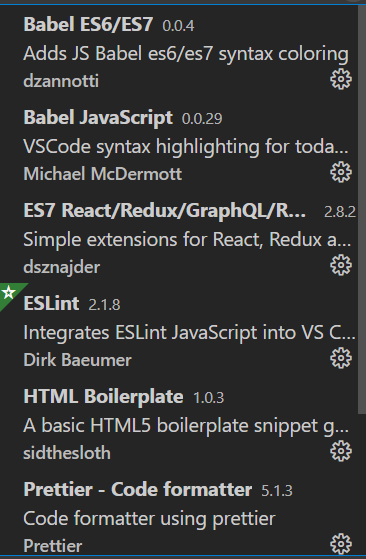 Babel ES6/ES7 0.0.4
Adds JS Babel es6/es7 syntax coloring
dzannotti
Babel JavaScript 0.0.29
VSCode syntax highlighting for toda...
Michael McDermott
ES7 React/Redux/GraphQL/R... 2.8.2
Simple extensions for React, Redux a...
dsznajder
ESLint 2.1.8
Integrates ESLint JavaScript into VS C...
Dirk Baeumer
HTML Boilerplate 1.0.3
A basic HTML5 boilerplate snippet g...
sidthesloth
Prettier - Code formatter 5.1.3
Code formatter using prettier
Prettier